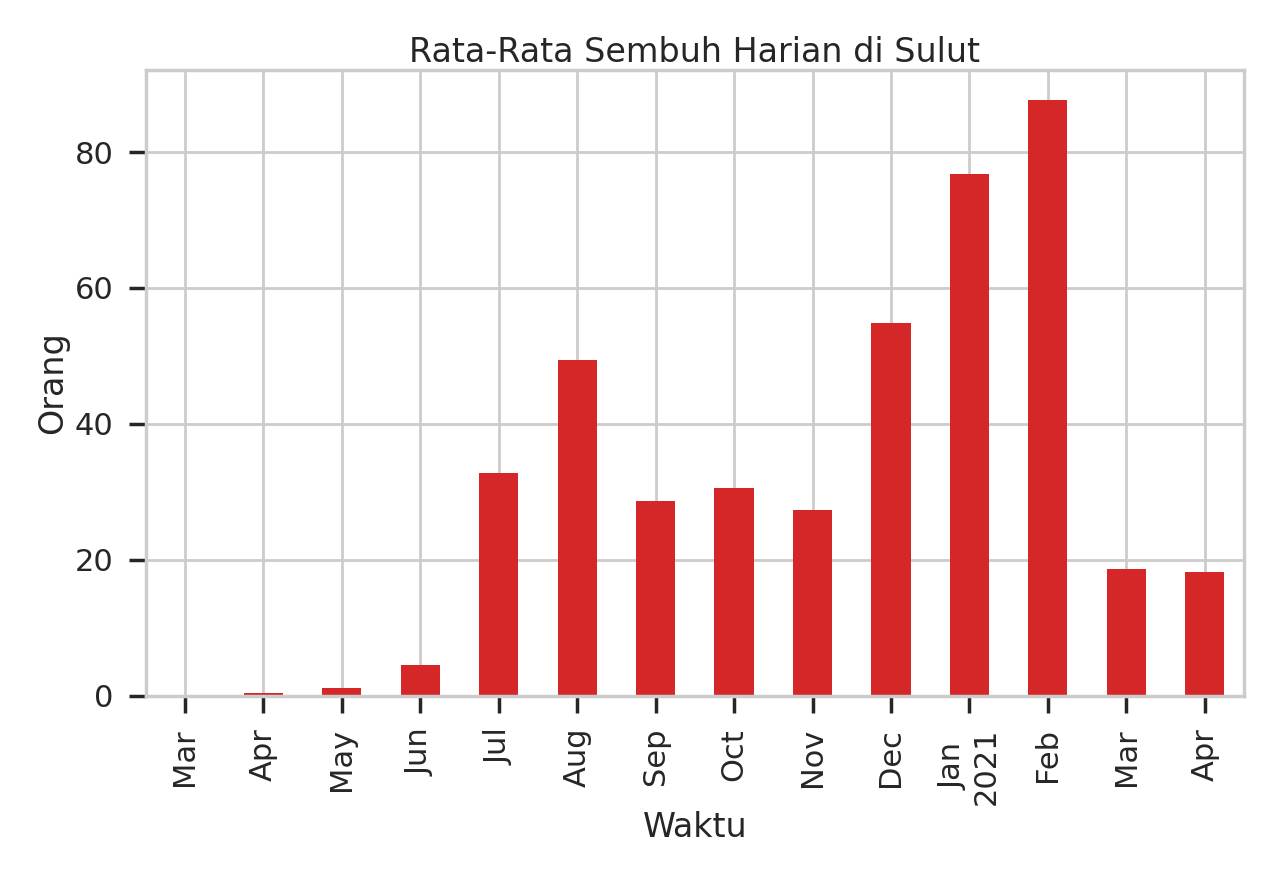 Rata-Rata Sembuh Harian di Sulut
Orang
80
60
40
20
0
Mar
Apr
May
Jun
Jul
Aug
Sep
Oct
Nov
Dec
Jan
2021
Feb
Mar
Apr
Waktu